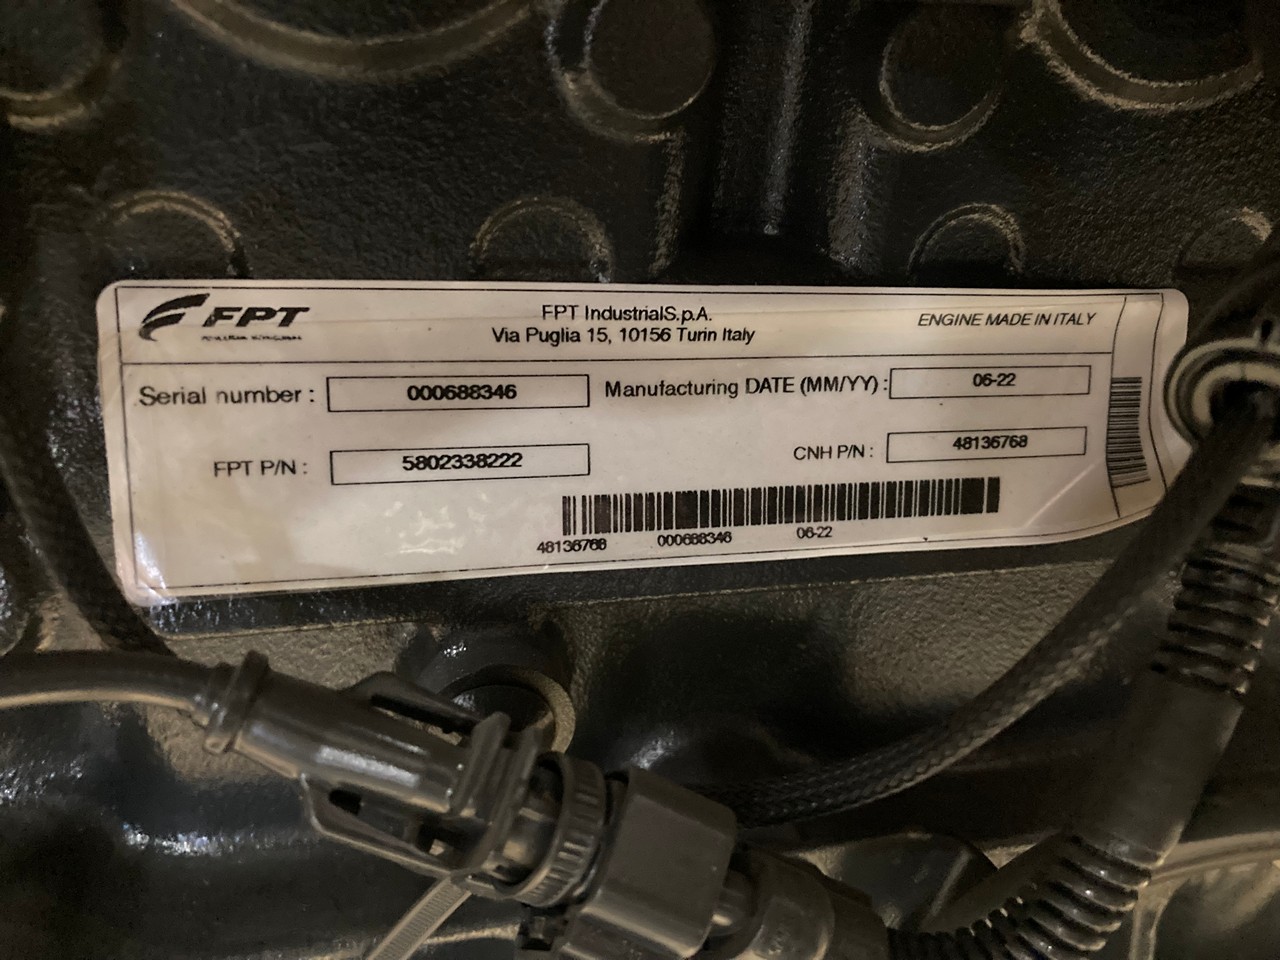 FPT
FPT IndustrialS.p.A.
Via Puglia 15, 10156 Turin Italy
ENGINE MADE IN ITALY
Serial number : 000688346
Manufacturing DATE (MM/YY) : 06-22
FPT P/N : 5802338222
CNH P/N : 48136768
48136768 000688346 06-22